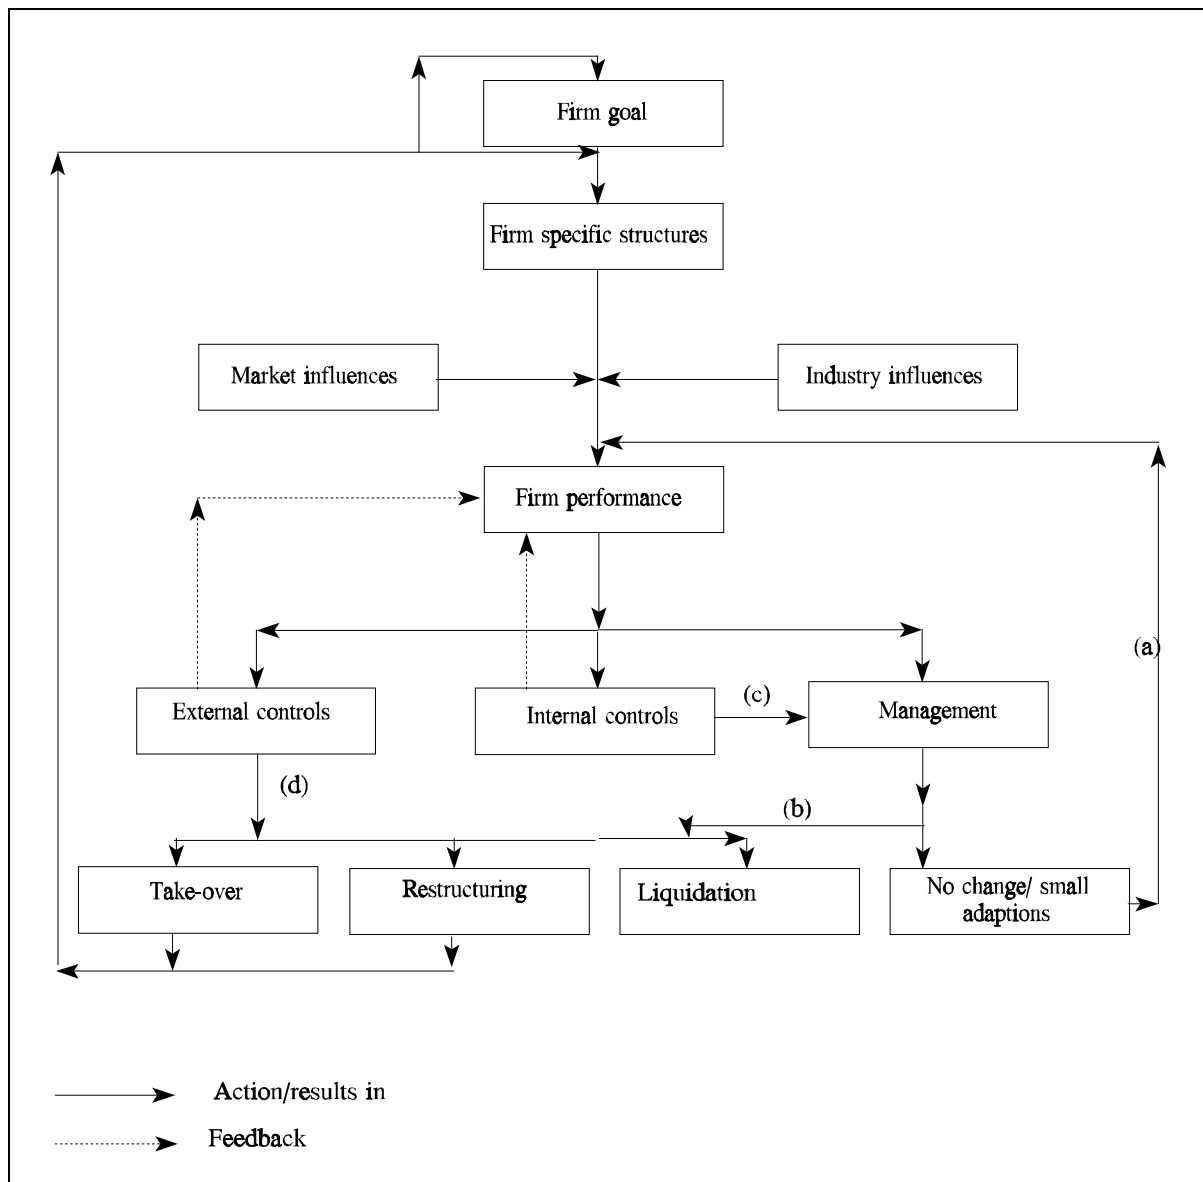 Firm goal
Firm specific structures
Market influences
Industry influences
Firm performance
(a)
External controls
Internal controls
(c)
Management
(d)
(b)
Take-over
Restructuring
Liquidation
No change/ small
adaptions
Action/results in
Feedback